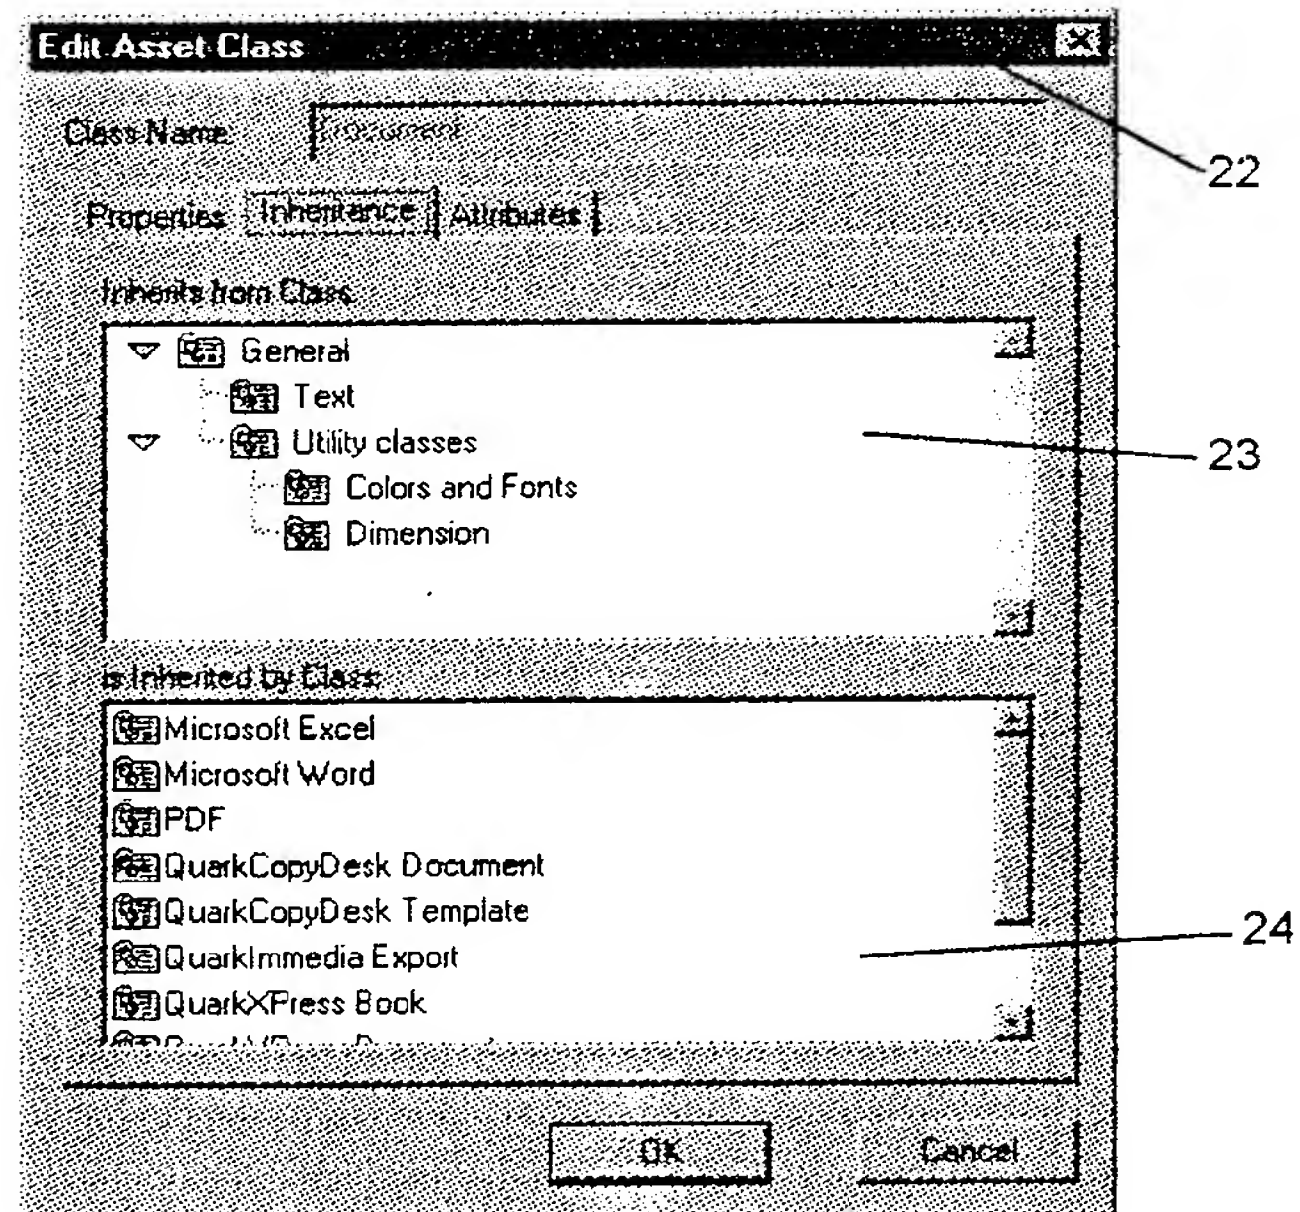 Edit Asset Class
Class Name: Document
22
Properties Inheritance Attributes
Inherits from Class:
General
Text
Utility classes
23
Colors and Fonts
Dimension
is Inherited by Class:
Microsoft Excel
Microsoft Word
PDF
QuarkCopyDesk Document
QuarkCopyDesk Template
24
QuarkImmedia Export
QuarkXPress Book
OK Cancel